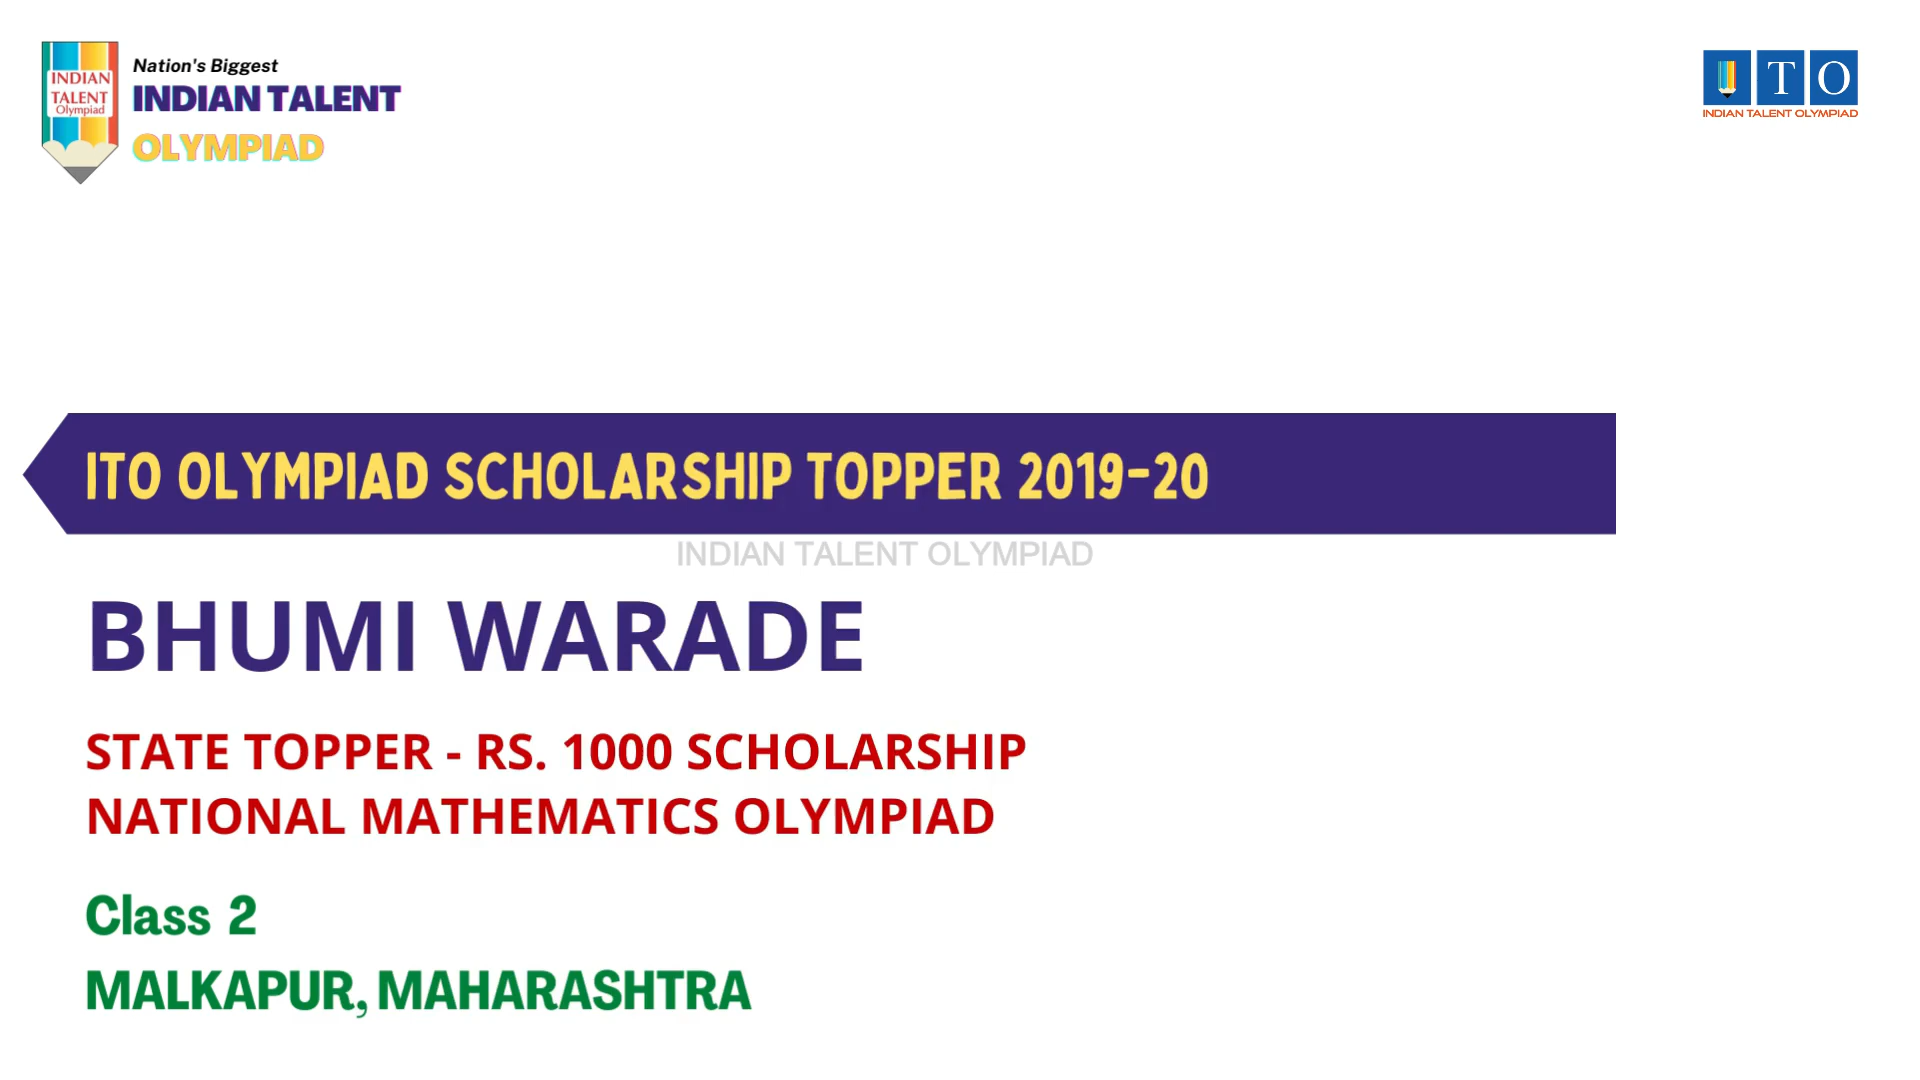 INDIAN
TALENT
Olympiad
Nation's Biggest
INDIAN TALENT
OLYMPIAD
T O
INDIAN TALENT OLYMPIAD
ITO OLYMPIAD SCHOLARSHIP TOPPER 2019-20
INDIAN TALENT OLYMPIAD
BHUMI WARADE
STATE TOPPER - RS. 1000 SCHOLARSHIP
NATIONAL MATHEMATICS OLYMPIAD
Class 2
MALKAPUR, MAHARASHTRA